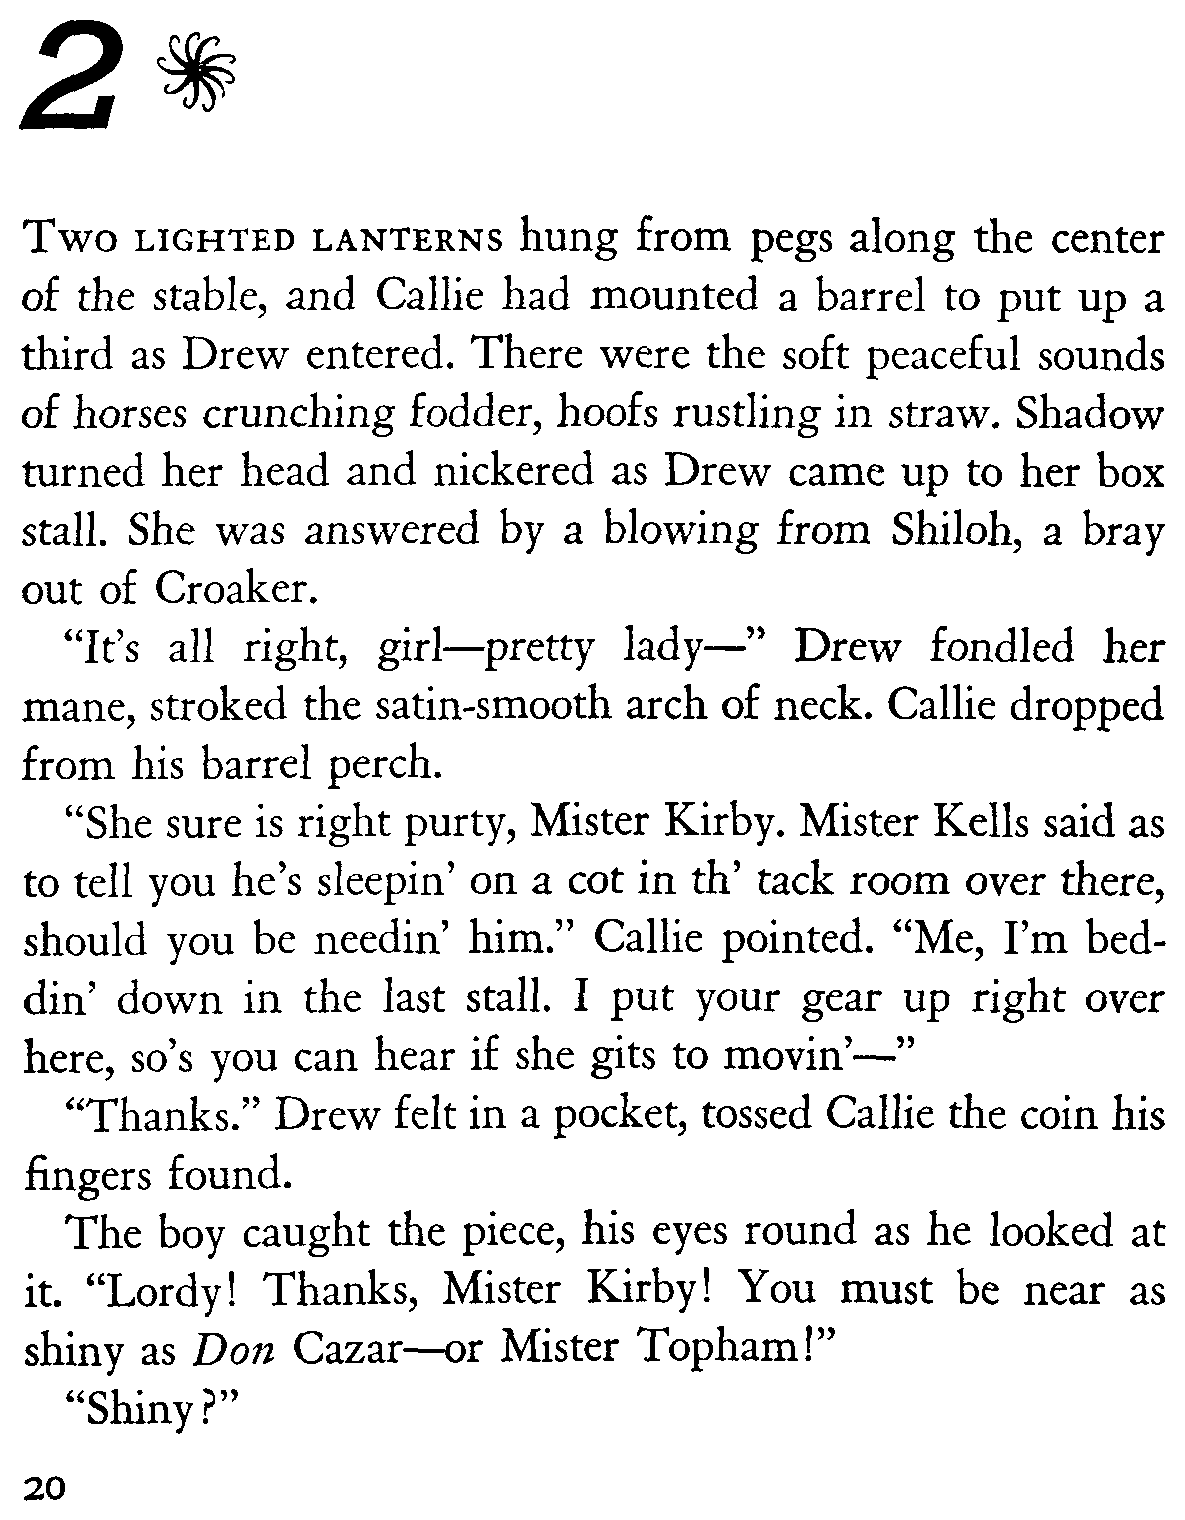 2
TWO LIGHTED LANTERNS hung from pegs along the center
of the stable, and Callie had mounted a barrel to put up a
third as Drew entered. There were the soft peaceful sounds
of horses crunching fodder, hoofs rustling in straw. Shadow
turned her head and nickered as Drew came up to her box
stall. She was answered by a blowing from Shiloh, a bray
out of Croaker.
“It’s all right, girl—pretty lady—” Drew fondled her
mane, stroked the satin-smooth arch of neck. Callie dropped
from his barrel perch.
“She sure is right purty, Mister Kirby. Mister Kells said as
to tell you he’s sleepin’ on a cot in th’ tack room over there,
should you be needin’ him.” Callie pointed. “Me, I’m bed-
din’ down in the last stall. I put your gear up right over
here, so’s you can hear if she gits to movin’—”
“Thanks.” Drew felt in a pocket, tossed Callie the coin his
fingers found.
The boy caught the piece, his eyes round as he looked at
it. “Lordy! Thanks, Mister Kirby! You must be near as
shiny as Don Cazar—or Mister Topham!”
“Shiny?”
20